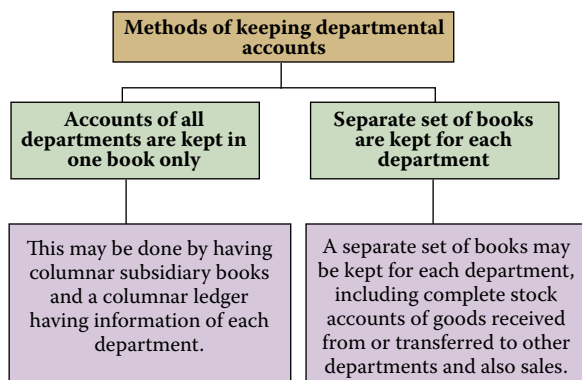 Methods of keeping departmental
accounts
Accounts of all
departments are kept in
one book only
Separate set of books
are kept for each
department
This may be done by having
columnar subsidiary books
and a columnar ledger
having information of each
department.
A separate set of books may
be kept for each department,
including complete stock
accounts of goods received
from or transferred to other
departments and also sales.